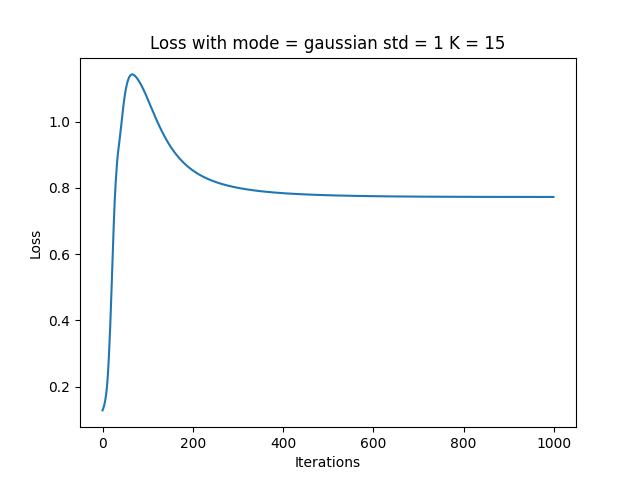 Loss with mode = gaussian std = 1 K = 15
1.0
0.8
0.6
0.4
0.2
Loss
0 200 400 600 800 1000
Iterations